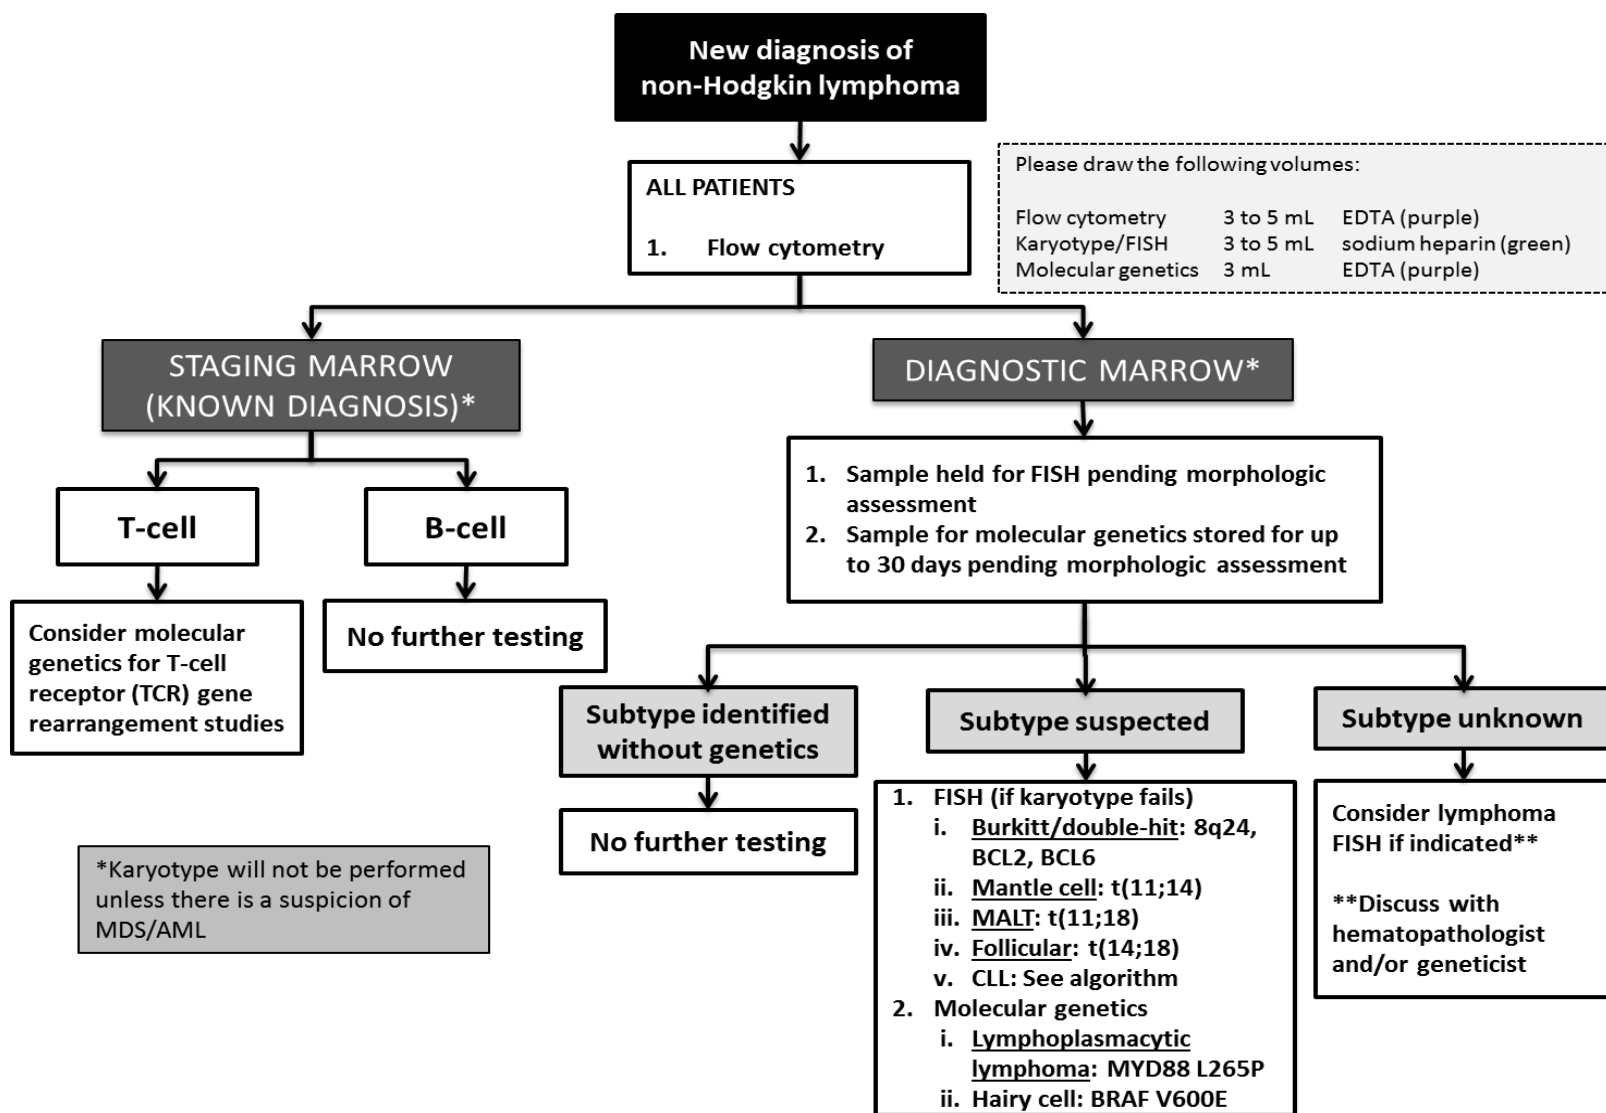 New diagnosis of
non-Hodgkin lymphoma
ALL PATIENTS
1. Flow cytometry
Please draw the following volumes:
Flow cytometry 3 to 5 mL EDTA (purple)
Karyotype/FISH 3 to 5 mL sodium heparin (green)
Molecular genetics 3 mL EDTA (purple)
STAGING MARROW
(KNOWN DIAGNOSIS)*
DIAGNOSTIC MARROW*
T-cell
B-cell
Consider molecular
genetics for T-cell
receptor (TCR) gene
rearrangement studies
No further testing
1. Sample held for FISH pending morphologic
assessment
2. Sample for molecular genetics stored for up
to 30 days pending morphologic assessment
Subtype identified
without genetics
No further testing
Subtype suspected
1. FISH (if karyotype fails)
i. Burkitt/double-hit: 8q24,
BCL2, BCL6
ii. Mantle cell: t(11;14)
iii. MALT: t(11;18)
iv. Follicular: t(14;18)
v. CLL: See algorithm
2. Molecular genetics
i. Lymphoplasmacytic
lymphoma: MYD88 L265P
ii. Hairy cell: BRAF V600E
Subtype unknown
Consider lymphoma
FISH if indicated**
**Discuss with
hematopathologist
and/or geneticist
*Karyotype will not be performed
unless there is a suspicion of
MDS/AML